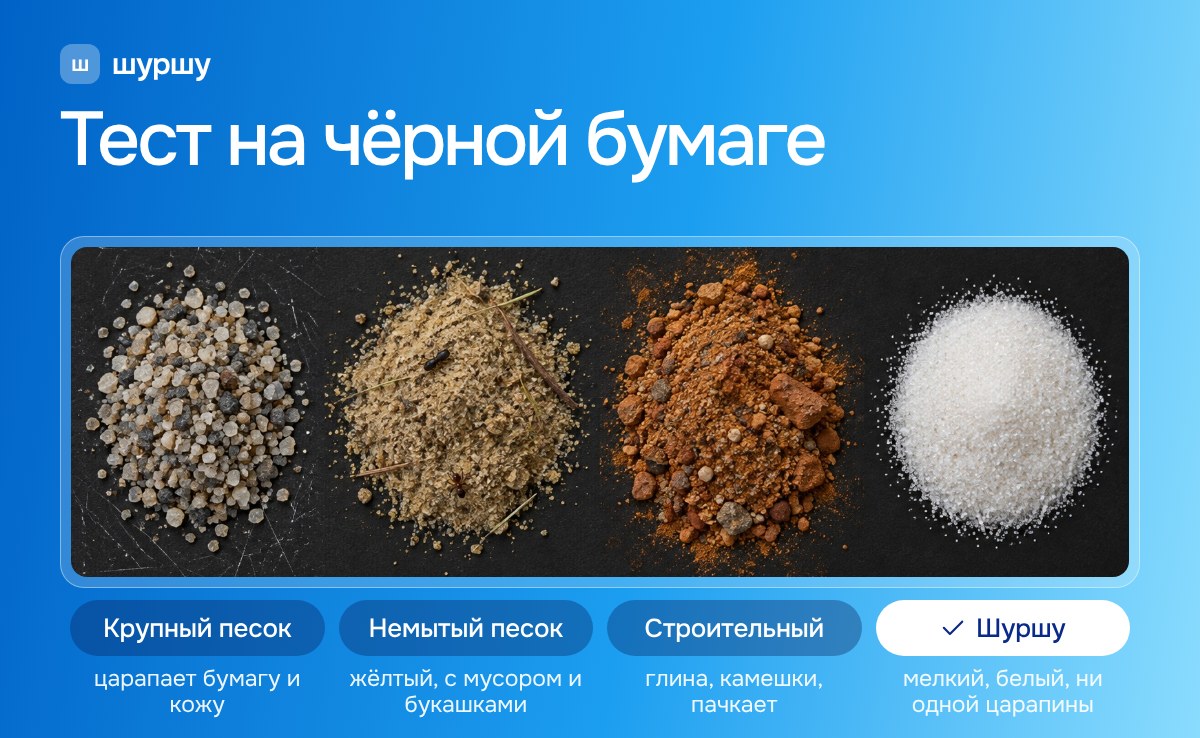 ш шуршу
Тест на чёрной бумаге
Крупный песок
царапает бумагу и
кожу
Немытый песок
жёлтый, с мусором и
букашками
Строительный
глина, камешки,
пачкает
Шуршу
мелкий, белый, ни
одной царапины